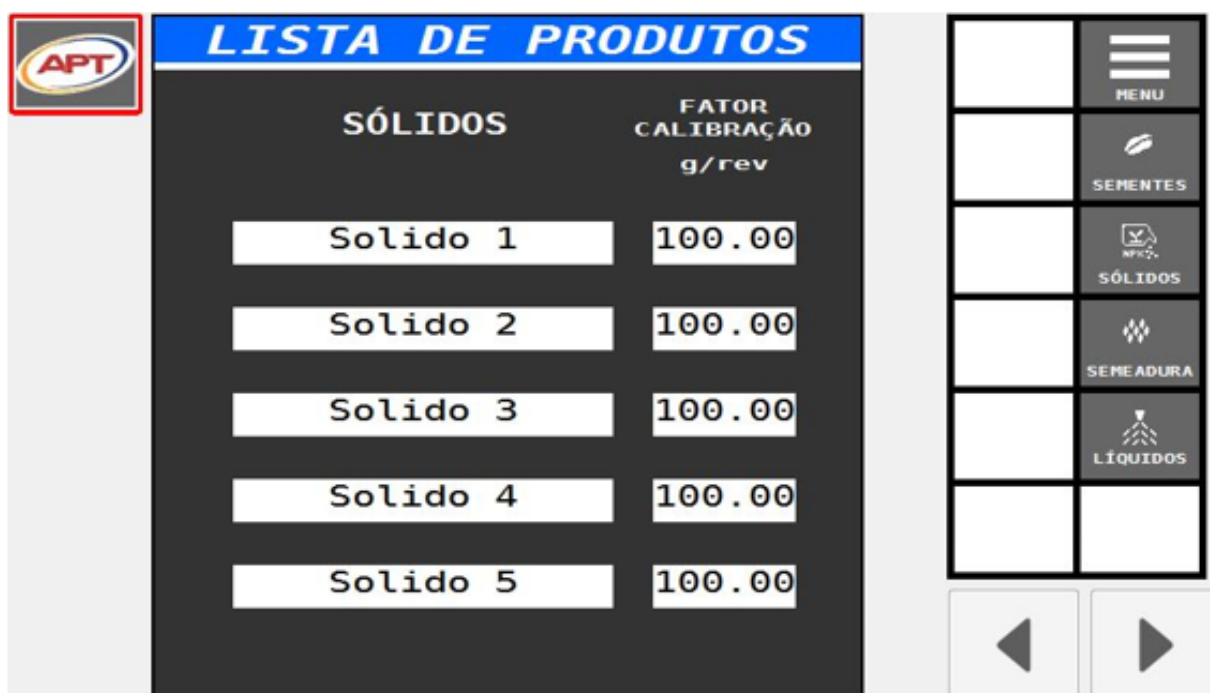 APT
LISTA DE PRODUTOS
SÓLIDOS
FATOR
CALIBRAÇÃO
g/rev
Solido 1 100.00
Solido 2 100.00
Solido 3 100.00
Solido 4 100.00
Solido 5 100.00
MENU
SEMENTES
NPK
SÓLIDOS
SEMEADURA
LÍQUIDOS